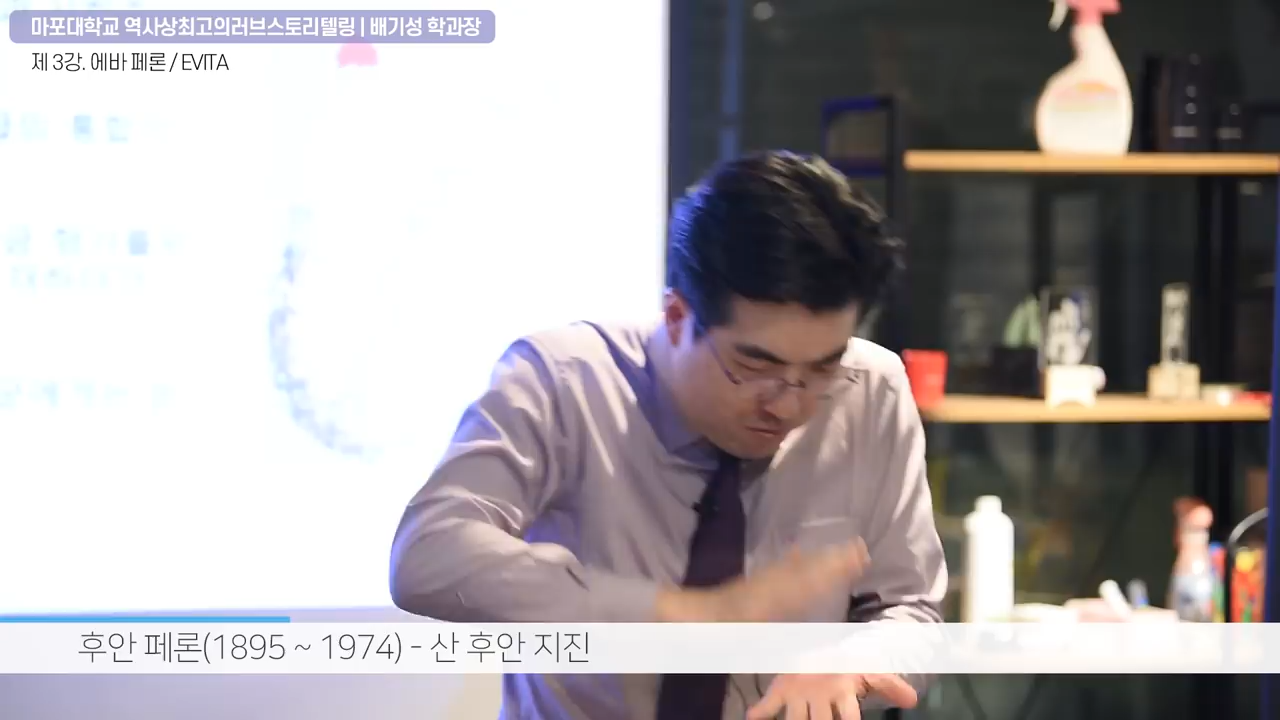 마포대학교 역사상최고의러브스토리텔링 | 배기성 학과장
제 3강. 에바 페론 / EVITA
후안 페론(1895 ~ 1974) - 산 후안 지진